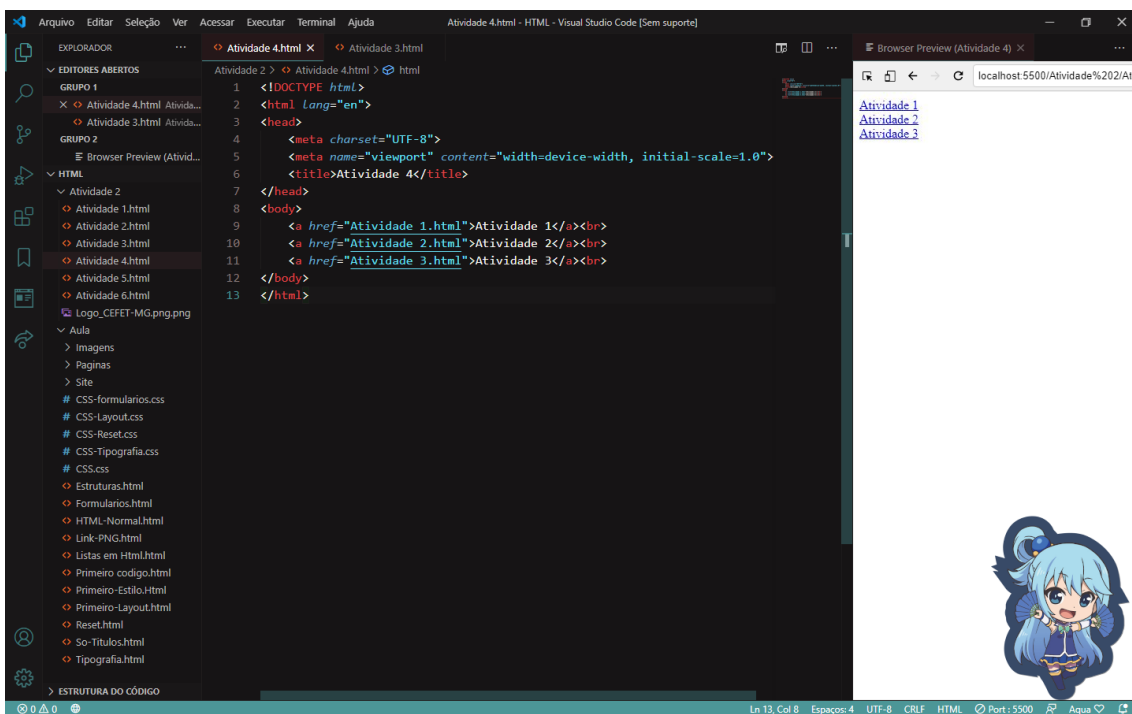 Arquivo Editar Seleção Ver Acessar Executar Terminal Ajuda Atividade 4.html - HTML - Visual Studio Code [Sem suporte]
EXPLORADOR
EDITORES ABERTOS
GRUPO 1
Atividade 4.html Ativida...
Atividade 3.html Ativida...
GRUPO 2
Browser Preview (Ativid...
HTML
Atividade 2
Atividade 1.html
Atividade 2.html
Atividade 3.html
Atividade 4.html
Atividade 5.html
Atividade 6.html
Logo_CEFET-MG.png.png
Aula
Imagens
Paginas
Site
# CSS-formularios.css
# CSS-Layout.css
# CSS-Reset.css
# CSS-Tipografia.css
# CSS.css
Estruturas.html
Formularios.html
HTML-Normal.html
Link-PNG.html
Listas em Html.html
Primeiro codigo.html
Primeiro-Estilo.Html
Primeiro-Layout.html
Reset.html
So-Titulos.html
Tipografia.html
ESTRUTURA DO CÓDIGO
Atividade 4.html Atividade 3.html
Atividade 2 > Atividade 4.html > html
1 <!DOCTYPE html>
2 <html lang="en">
3 <head>
4 <meta charset="UTF-8">
5 <meta name="viewport" content="width=device-width, initial-scale=1.0">
6 <title>Atividade 4</title>
7 </head>
8 <body>
9 <a href="Atividade 1.html">Atividade 1</a><br>
10 <a href="Atividade 2.html">Atividade 2</a><br>
11 <a href="Atividade 3.html">Atividade 3</a><br>
12 </body>
13 </html>
Browser Preview (Atividade 4)
localhost:5500/Atividade%202/At
Atividade 1
Atividade 2
Atividade 3
0 0 Ln 13, Col 8 Espaços: 4 UTF-8 CRLF HTML Port : 5500 Aqua